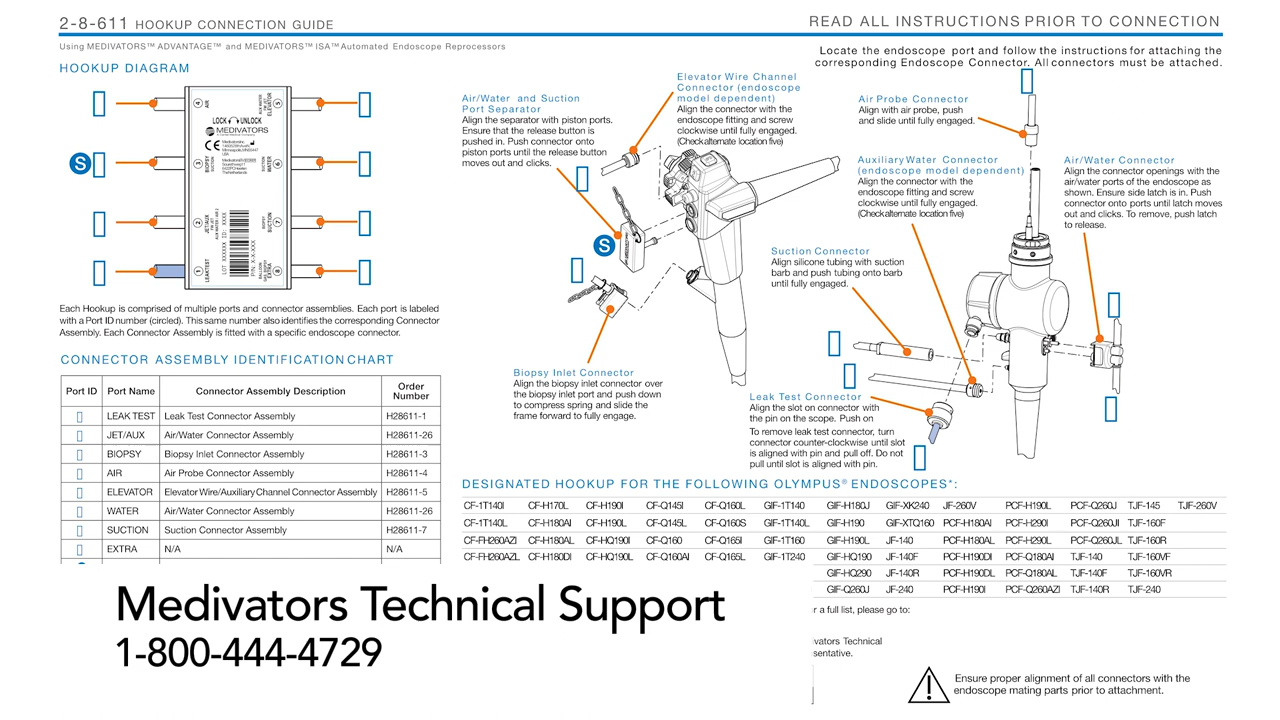 2-8-611 HOOKUP CONNECTION GUIDE
READ ALL INSTRUCTIONS PRIOR TO CONNECTION
Using MEDIVATORS™ ADVANTAGE™ and MEDIVATORS™ ISA™ Automated Endoscope Reprocessors
Locate the endoscope port and follow the instructions for attaching the
corresponding Endoscope Connector. All connectors must be attached.
HOOKUP DIAGRAM
LOCK UNLOCK
MEDIVATORS
AIR
ELEVATOR
BIOPSY
WATER
JET/AUX
SUCTION
LEAK TEST
EXTRA
S
Each Hookup is comprised of multiple ports and connector assemblies. Each port is labeled
with a Port ID number (circled). This same number also identifies the corresponding Connector
Assembly. Each Connector Assembly is fitted with a specific endoscope connector.
CONNECTOR ASSEMBLY IDENTIFICATION CHART
Port ID Port Name Connector Assembly Description Order Number
LEAK TEST Leak Test Connector Assembly H28611-1
JET/AUX Air/Water Connector Assembly H28611-26
BIOPSY Biopsy Inlet Connector Assembly H28611-3
AIR Air Probe Connector Assembly H28611-4
ELEVATOR Elevator Wire/Auxiliary Channel Connector Assembly H28611-5
WATER Air/Water Connector Assembly H28611-26
SUCTION Suction Connector Assembly H28611-7
EXTRA N/A N/A
Air/Water and Suction
Port Separator
Align the separator with piston ports.
Ensure that the release button is
pushed in. Push connector onto
piston ports until the release button
moves out and clicks.
Elevator Wire Channel
Connector (endoscope
model dependent)
Align the connector with the
endoscope fitting and screw
clockwise until fully engaged.
(Check alternate location five)
S
Biopsy Inlet Connector
Align the biopsy inlet connector over
the biopsy inlet port and push down
to compress spring and slide the
frame forward to fully engage.
Air Probe Connector
Align with air probe, push
and slide until fully engaged.
Auxiliary Water Connector
(endoscope model dependent)
Align the connector with the
endoscope fitting and screw
clockwise until fully engaged.
(Check alternate location five)
Air/Water Connector
Align the connector openings with the
air/water ports of the endoscope as
shown. Ensure side latch is in. Push
connector onto ports until latch moves
out and clicks. To remove, push latch
to release.
Suction Connector
Align silicone tubing with suction
barb and push tubing onto barb
until fully engaged.
Leak Test Connector
Align the slot on connector with
the pin on the scope. Push on
To remove leak test connector, turn
connector counter-clockwise until slot
is aligned with pin and pull off. Do not
pull until slot is aligned with pin.
DESIGNATED HOOKUP FOR THE FOLLOWING OLYMPUS® ENDOSCOPES*:
CF-1T140I CF-H170L CF-H190I CF-Q145I CF-Q160L GIF-1T140 GIF-H180J GIF-XK240 JF-260V PCF-H190L PCF-Q260J TJF-145 TJF-260V
CF-1T140L CF-H180AI CF-H190L CF-Q145L CF-Q160S GIF-1T140L GIF-H190 GIF-XTQ160 PCF-H180AI PCF-H290I PCF-Q260JI TJF-160F
CF-FH260AZI CF-H180AL CF-HQ190I CF-Q160 CF-Q165I GIF-1T160 GIF-H190L JF-140 PCF-H180AL PCF-H290L PCF-Q260JL TJF-160R
CF-FH260AZL CF-H180DI CF-HQ190L CF-Q160AI CF-Q165L GIF-1T240 GIF-HQ190 JF-140F PCF-H190DI PCF-Q180AI TJF-140 TJF-160VF
GIF-HQ290 JF-140R PCF-H190DL PCF-Q180AL TJF-140F TJF-160VR
GIF-Q260J JF-240 PCF-H190I PCF-Q260AZI TJF-140R TJF-240
r a full list, please go to:
vators Technical
sentative.
Medivators Technical Support
1-800-444-4729
Ensure proper alignment of all connectors with the
endoscope mating parts prior to attachment.